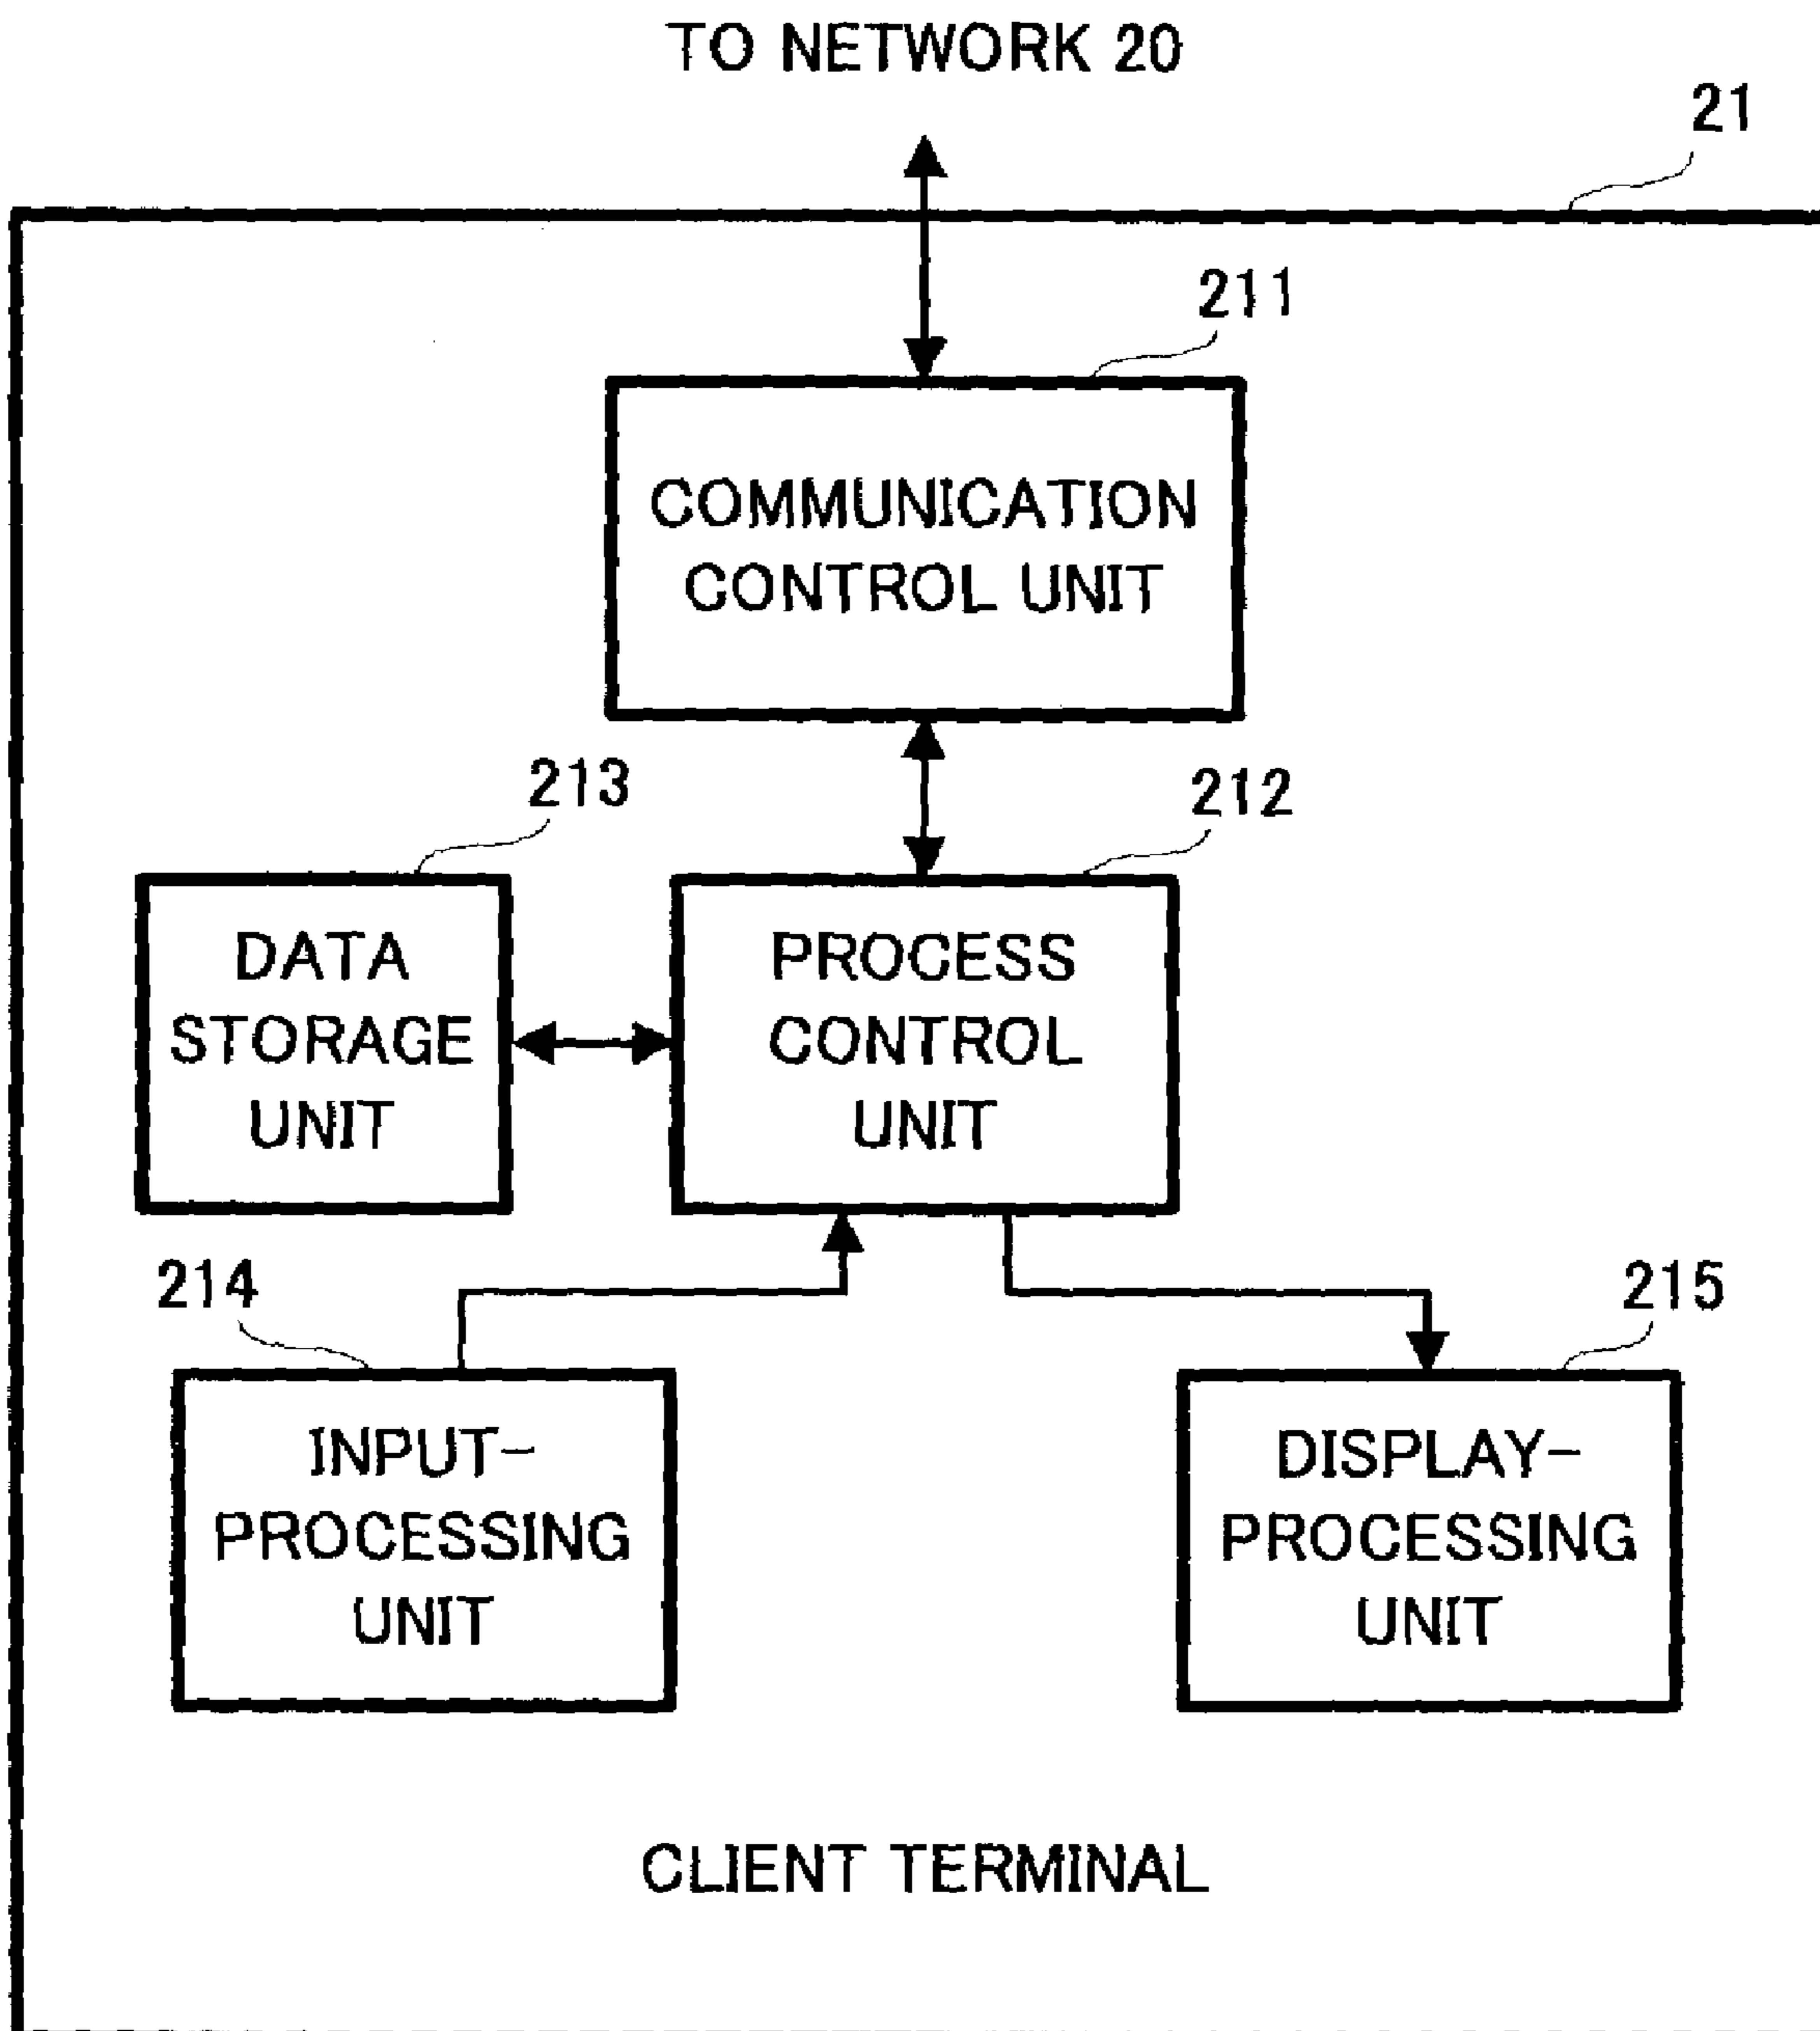 TO NETWORK 20
21
211
COMMUNICATION
CONTROL UNIT
213
212
DATA
STORAGE
UNIT
PROCESS
CONTROL
UNIT
214
215
INPUT-
PROCESSING
UNIT
DISPLAY-
PROCESSING
UNIT
CLIENT TERMINAL